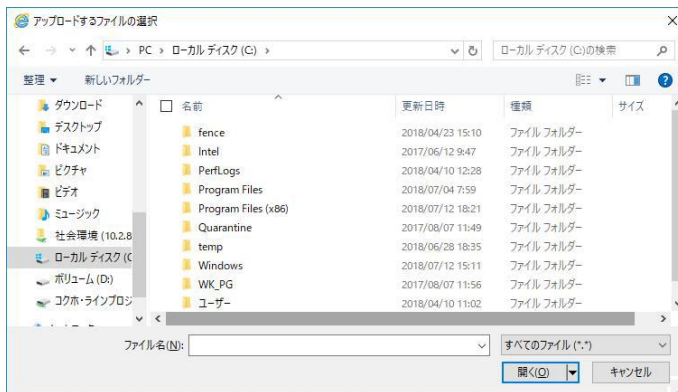 アップロードするファイルの選択
PC > ローカル ディスク (C:) >
ローカル ディスク (C:)の検索
整理 新しいフォルダー
名前 更新日時 種類 サイズ
ダウンロード
デスクトップ
ドキュメント
ピクチャ
ビデオ
ミュージック
社会環境 (10.2.8
ローカル ディスク (C
ボリューム (D:)
コクホ・ラインプロジ
fence 2018/04/23 15:10 ファイル フォルダー
Intel 2017/06/12 9:47 ファイル フォルダー
PerfLogs 2018/04/10 12:28 ファイル フォルダー
Program Files 2018/07/04 7:59 ファイル フォルダー
Program Files (x86) 2018/07/12 18:21 ファイル フォルダー
Quarantine 2017/08/07 11:49 ファイル フォルダー
temp 2018/06/28 18:35 ファイル フォルダー
Windows 2018/07/12 15:11 ファイル フォルダー
WK_PG 2017/08/07 11:56 ファイル フォルダー
ユーザー 2018/04/10 11:02 ファイル フォルダー
ファイル名(N): すべてのファイル (*.*)
開く(O) キャンセル